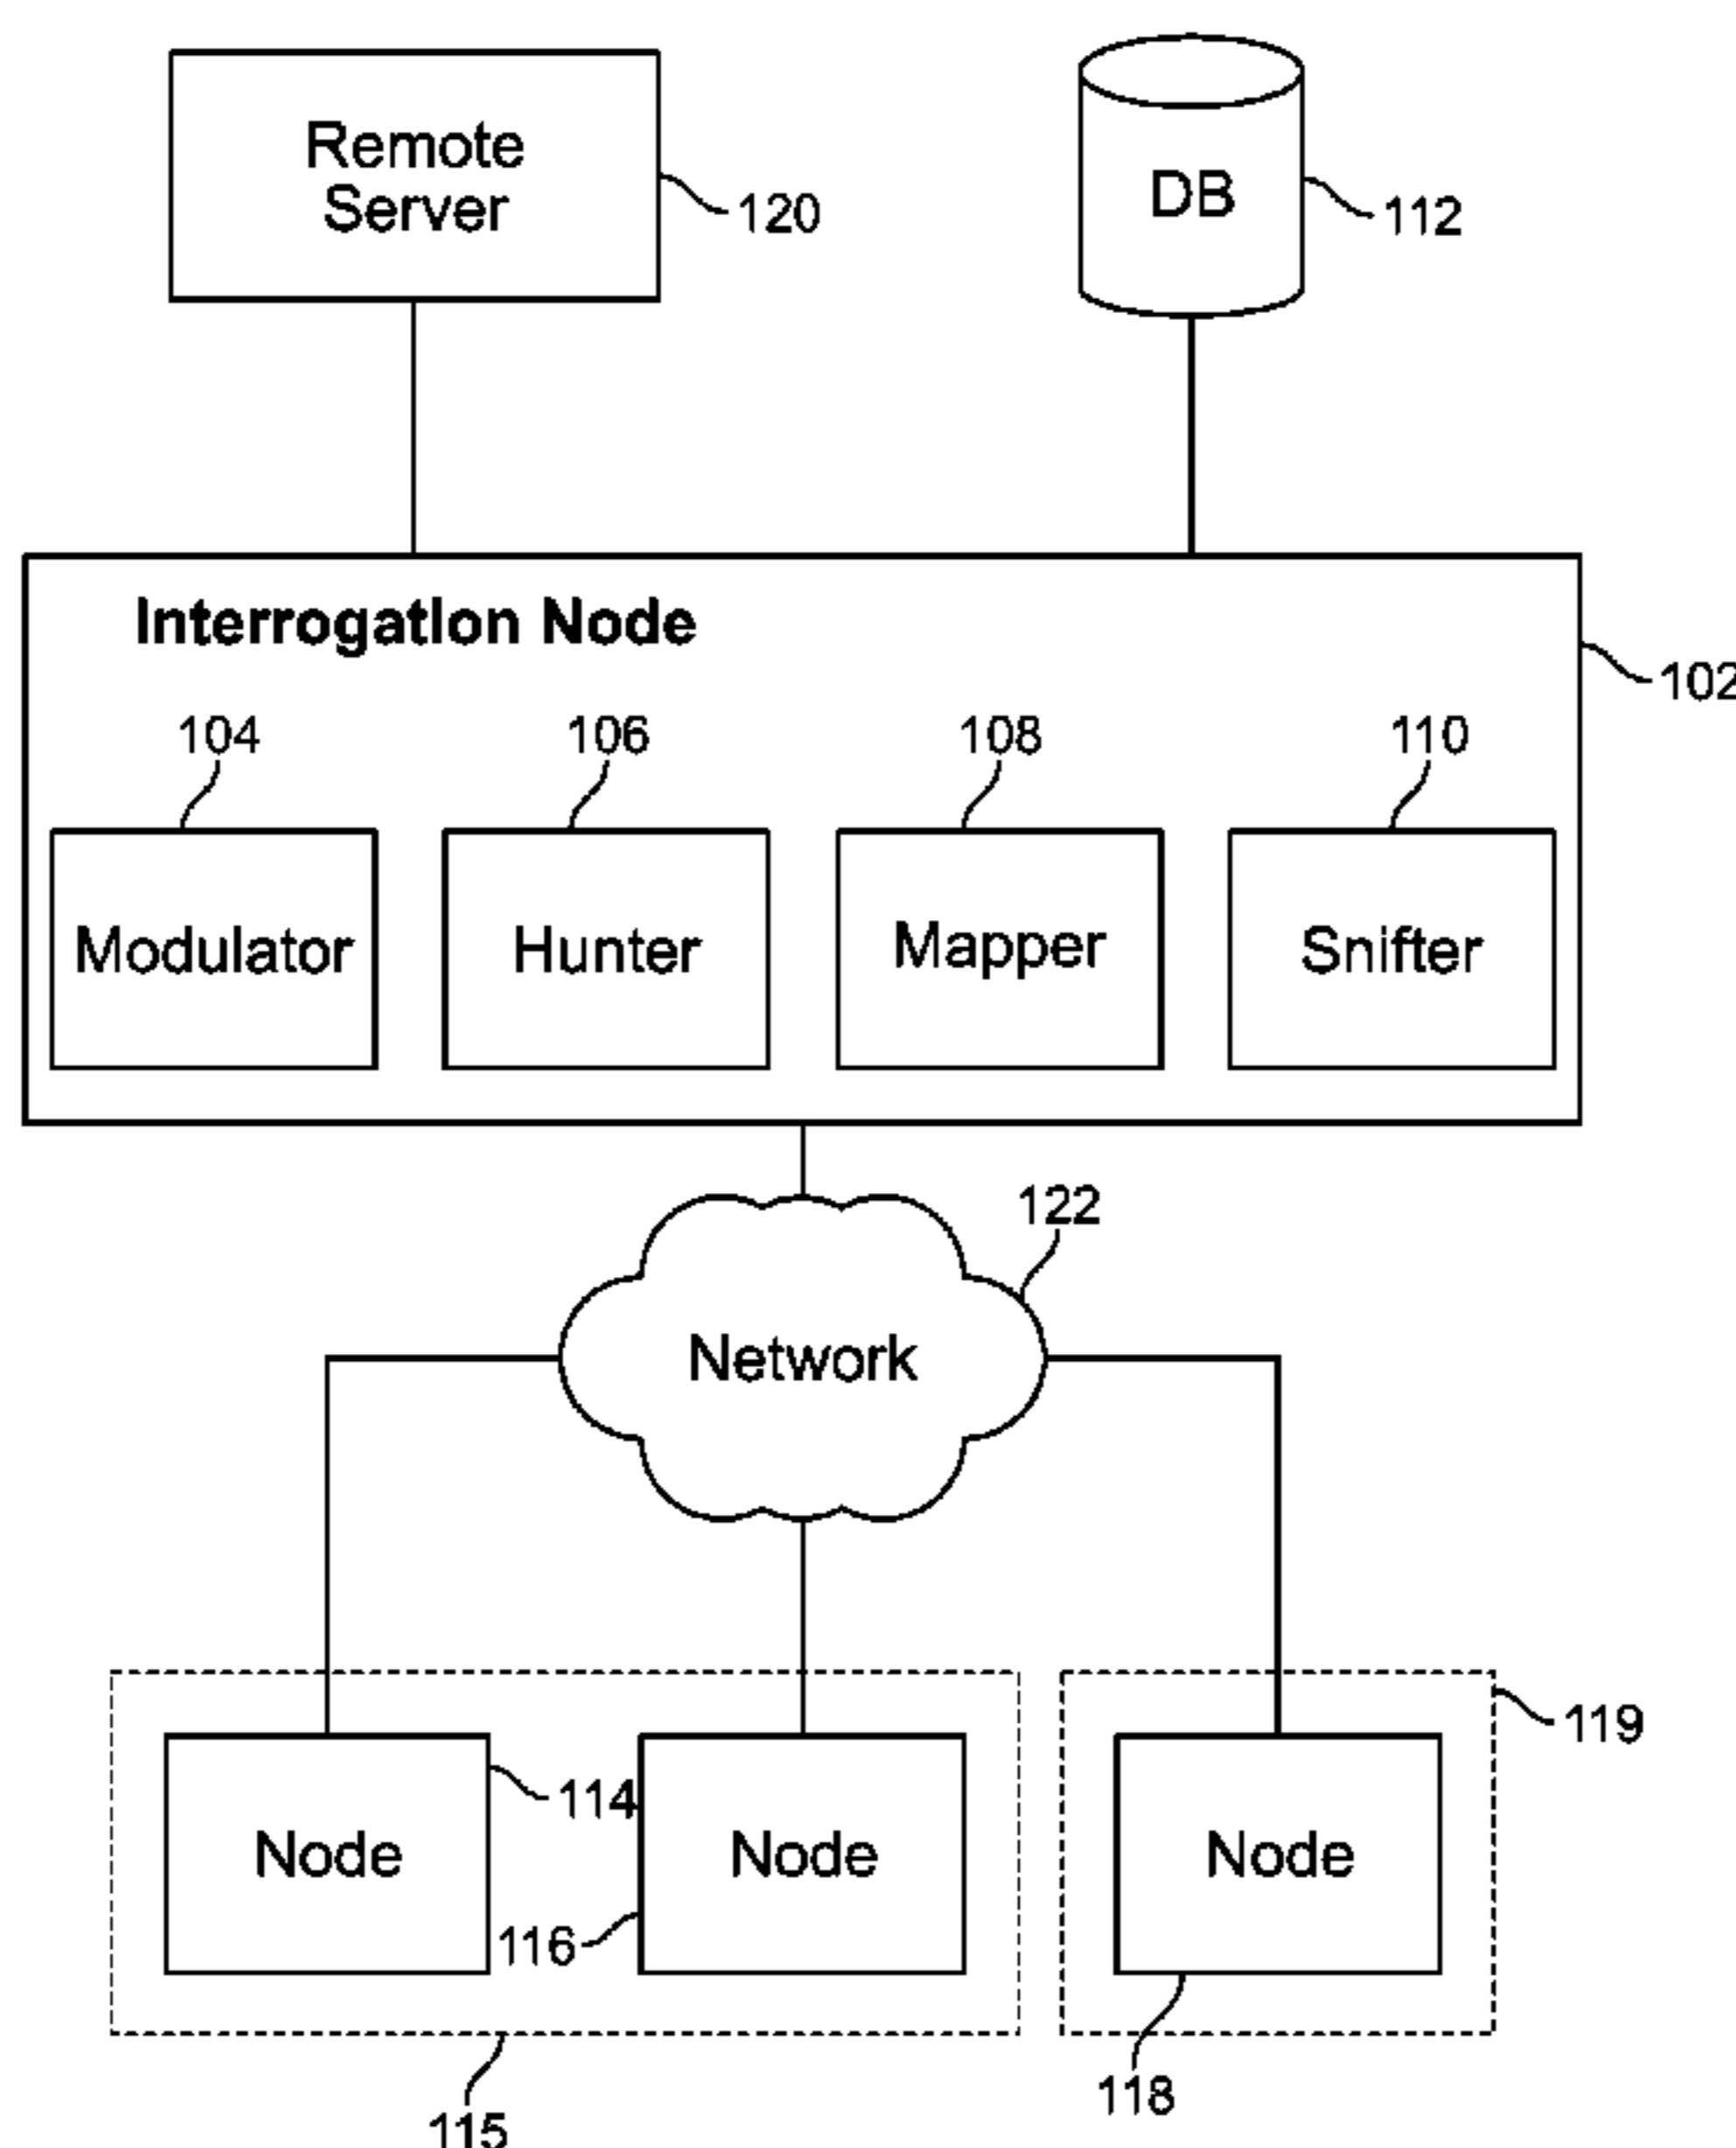 Remote
Server
120
DB
112
Interrogation Node
102
104
106
108
110
Modulator
Hunter
Mapper
Snifter
122
Network
119
114
Node
Node
Node
116
118
115